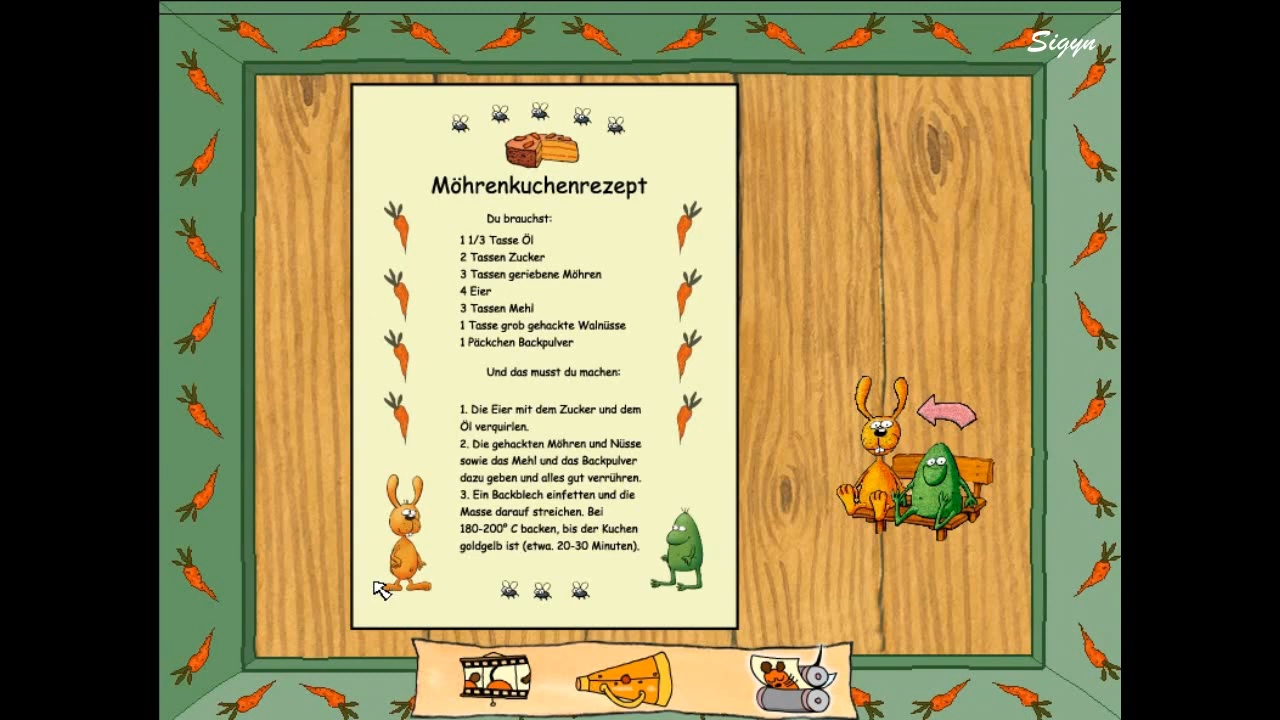 Sigyn
Möhrenkuchenrezept
Du brauchst:
1 1/3 Tasse Öl
2 Tassen Zucker
3 Tassen geriebene Möhren
4 Eier
3 Tassen Mehl
1 Tasse grob gehackte Walnüsse
1 Päckchen Backpulver
Und das musst du machen:
1. Die Eier mit dem Zucker und dem
Öl verquirlen.
2. Die gehackten Möhren und Nüsse
sowie das Mehl und das Backpulver
dazu geben und alles gut verrühren.
3. Ein Backblech einfetten und die
Masse darauf streichen. Bei
180-200° C backen, bis der Kuchen
goldgelb ist (etwa. 20-30 Minuten).